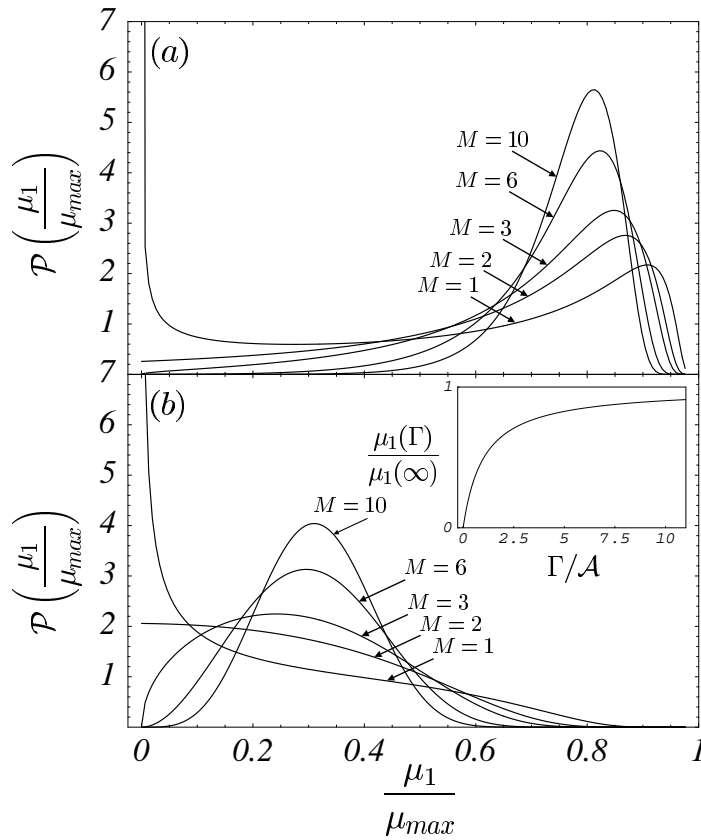 7
(a)
6
5
4
3
2
1
P (μ1 / μmax)
M = 10
M = 6
M = 3
M = 2
M = 1
7
(b)
6
5
4
3
2
1
P (μ1 / μmax)
M = 10
M = 6
M = 3
M = 2
M = 1
μ1(Γ) / μ1(∞)
1
0
0 2.5 5 7.5 10
Γ/A
0 0.2 0.4 0.6 0.8 1
μ1 / μmax